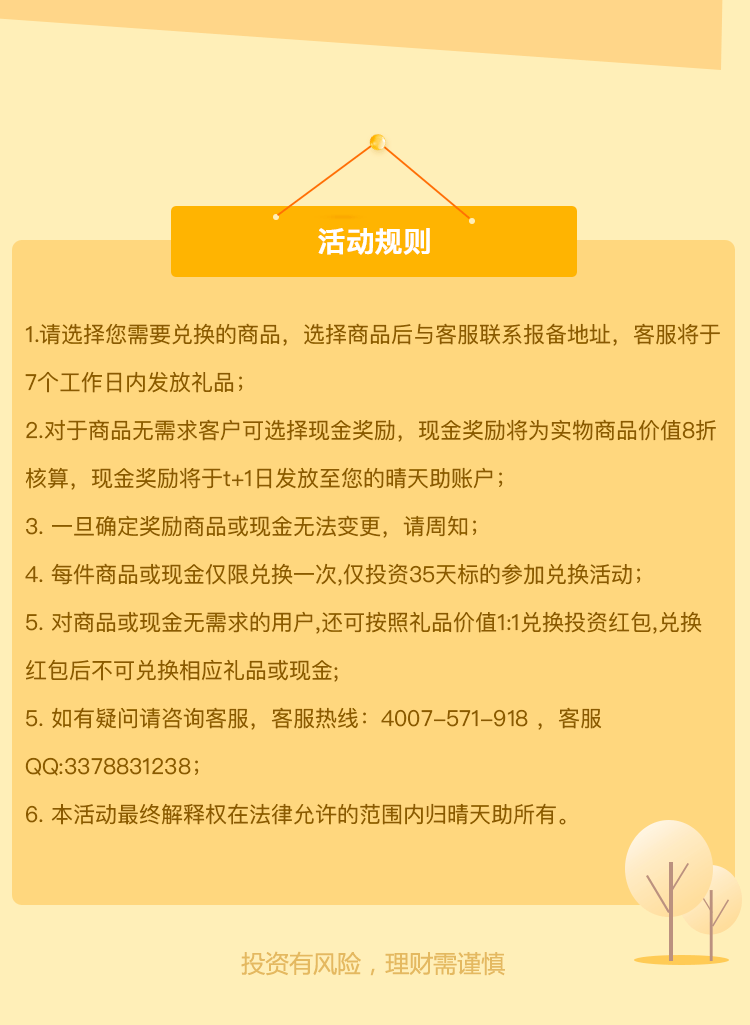 活动规则
1.请选择您需要兑换的商品，选择商品后与客服联系报备地址，客服将于
7个工作日内发放礼品；
2.对于商品无需求客户可选择现金奖励，现金奖励将为实物商品价值8折
核算，现金奖励将于t+1日发放至您的晴天助账户；
3. 一旦确定奖励商品或现金无法变更，请周知；
4. 每件商品或现金仅限兑换一次,仅投资35天标的参加兑换活动；
5. 对商品或现金无需求的用户,还可按照礼品价值1:1兑换投资红包,兑换
红包后不可兑换相应礼品或现金;
5. 如有疑问请咨询客服，客服热线：4007-571-918 ，客服
QQ:3378831238；
6. 本活动最终解释权在法律允许的范围内归晴天助所有。
投资有风险，理财需谨慎